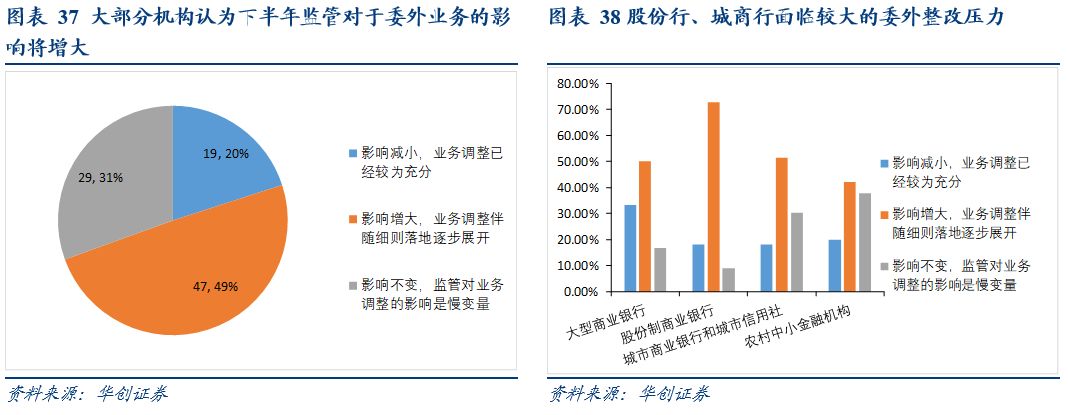 图表 37 大部分机构认为下半年监管对于委外业务的影
响将增大
19, 20%
29, 31%
47, 49%
影响减小，业务调整已
经较为充分
影响增大，业务调整伴
随细则落地逐步展开
影响不变，监管对业务
调整的影响是慢变量
资料来源：华创证券
图表 38 股份行、城商行面临较大的委外整改压力
80.00%
70.00%
60.00%
50.00%
40.00%
30.00%
20.00%
10.00%
0.00%
大型商业银行
股份制商业银行
城市商业银行和城市信用社
农村中小金融机构
影响减小，业务调整已
经较为充分
影响增大，业务调整伴
随细则落地逐步展开
影响不变，监管对业务
调整的影响是慢变量
资料来源：华创证券